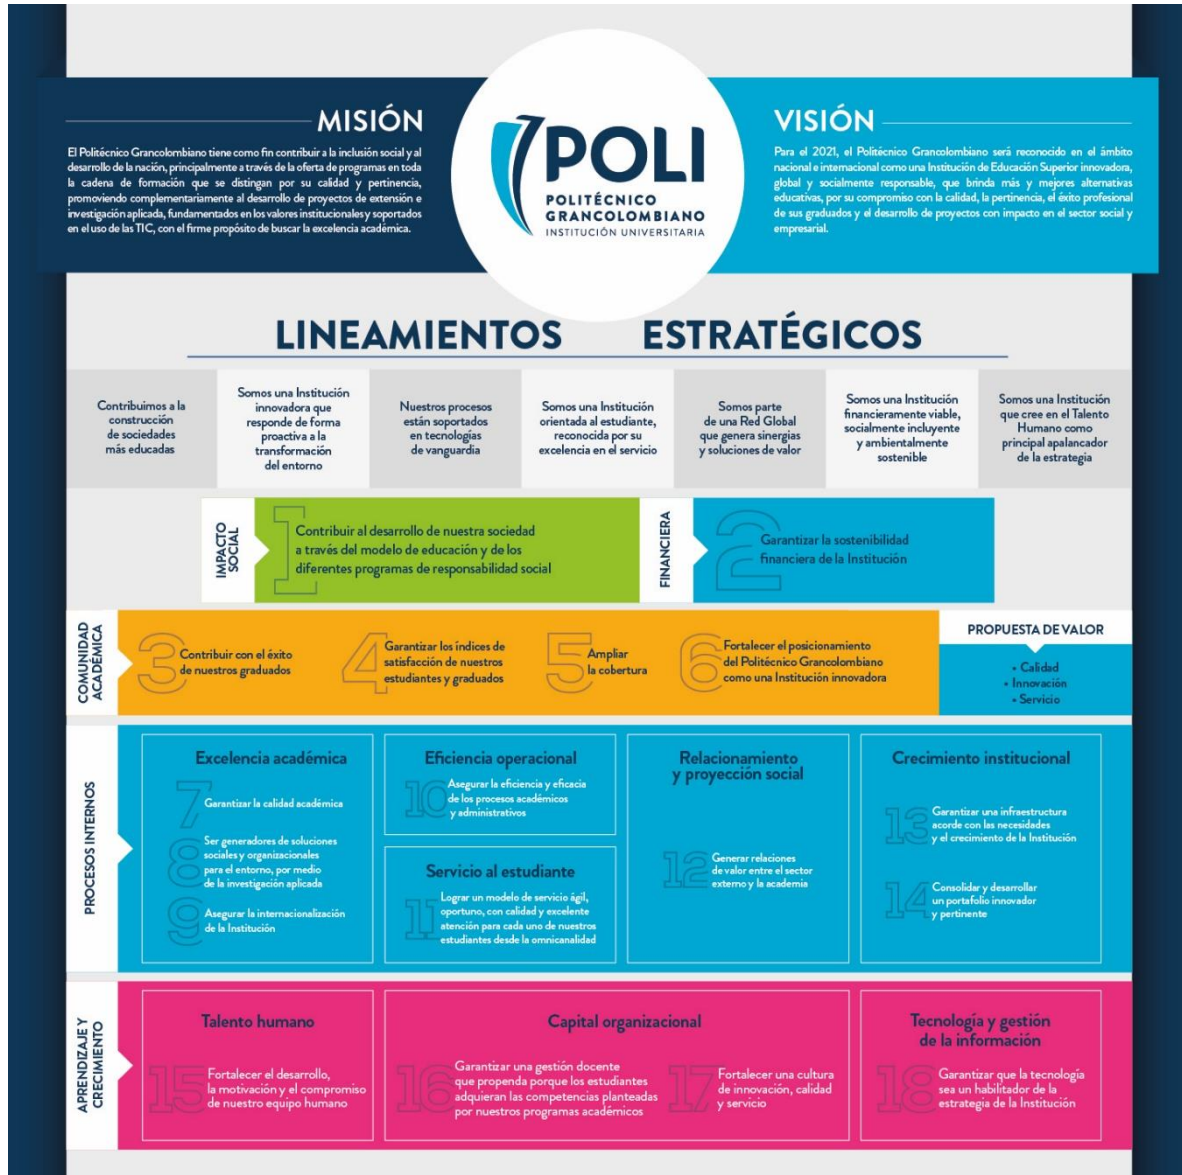 MISIÓN
El Politécnico Grancolombiano tiene como fin contribuir a la inclusión social y al
desarrollo de la nación, principalmente a través de la oferta de programas en toda
la cadena de formación que se distingan por su calidad y pertinencia,
promoviendo complementariamente al desarrollo de proyectos de extensión e
investigación aplicada, fundamentados en los valores institucionales y soportados
en el uso de las TIC, con el firme propósito de buscar la excelencia académica.
POLI
POLITÉCNICO
GRANCOLOMBIANO
INSTITUCIÓN UNIVERSITARIA
VISIÓN
Para el 2021, el Politécnico Grancolombiano será reconocido en el ámbito
nacional e internacional como una Institución de Educación Superior innovadora,
global y socialmente responsable, que brinda más y mejores alternativas
educativas, por su compromiso con la calidad, la pertinencia, el éxito profesional
de sus graduados y el desarrollo de proyectos con impacto en el sector social y
empresarial.
LINEAMIENTOS ESTRATÉGICOS
Contribuimos a la
construcción
de sociedades
más educadas
Somos una Institución
innovadora que
responde de forma
proactiva a la
transformación
del entorno
Nuestros procesos
están soportados
en tecnologías
de vanguardia
Somos una Institución
orientada al estudiante,
reconocida por su
excelencia en el servicio
Somos parte
de una Red Global
que genera sinergias
y soluciones de valor
Somos una Institución
financieramente viable,
socialmente incluyente
y ambientalmente
sostenible
Somos una Institución
que cree en el Talento
Humano como
principal apalancador
de la estrategia
IMPACTO
SOCIAL
1
Contribuir al desarrollo de nuestra sociedad
a través del modelo de educación y de los
diferentes programas de responsabilidad social
FINANCIERA
2
Garantizar la sostenibilidad
financiera de la Institución
COMUNIDAD
ACADÉMICA
3
Contribuir con el éxito
de nuestros graduados
4
Garantizar los índices de
satisfacción de nuestros
estudiantes y graduados
5
Ampliar
la cobertura
6
Fortalecer el posicionamiento
del Politécnico Grancolombiano
como una Institución innovadora
PROPUESTA DE VALOR
• Calidad
• Innovación
• Servicio
PROCESOS INTERNOS
Excelencia académica
7
Garantizar la calidad académica
8
Ser generadores de soluciones
sociales y organizacionales
para el entorno, por medio
de la investigación aplicada
9
Asegurar la internacionalización
de la Institución
Eficiencia operacional
10
Asegurar la eficiencia y eficacia
de los procesos académicos
y administrativos
Servicio al estudiante
11
Lograr un modelo de servicio ágil,
oportuno, con calidad y excelente
atención para cada uno de nuestros
estudiantes desde la omnicanalidad
Relacionamiento
y proyección social
12
Generar relaciones
de valor entre el sector
externo y la academia
Crecimiento institucional
13
Garantizar una infraestructura
acorde con las necesidades
y el crecimiento de la Institución
14
Consolidar y desarrollar
un portafolio innovador
y pertinente
APRENDIZAJE Y
CRECIMIENTO
Talento humano
15
Fortalecer el desarrollo,
la motivación y el compromiso
de nuestro equipo humano
Capital organizacional
16
Garantizar una gestión docente
que propenda porque los estudiantes
adquieran las competencias planteadas
por nuestros programas académicos
17
Fortalecer una cultura
de innovación, calidad
y servicio
Tecnología y gestión
de la información
18
Garantizar que la tecnología
sea un habilitador de la
estrategia de la Institución